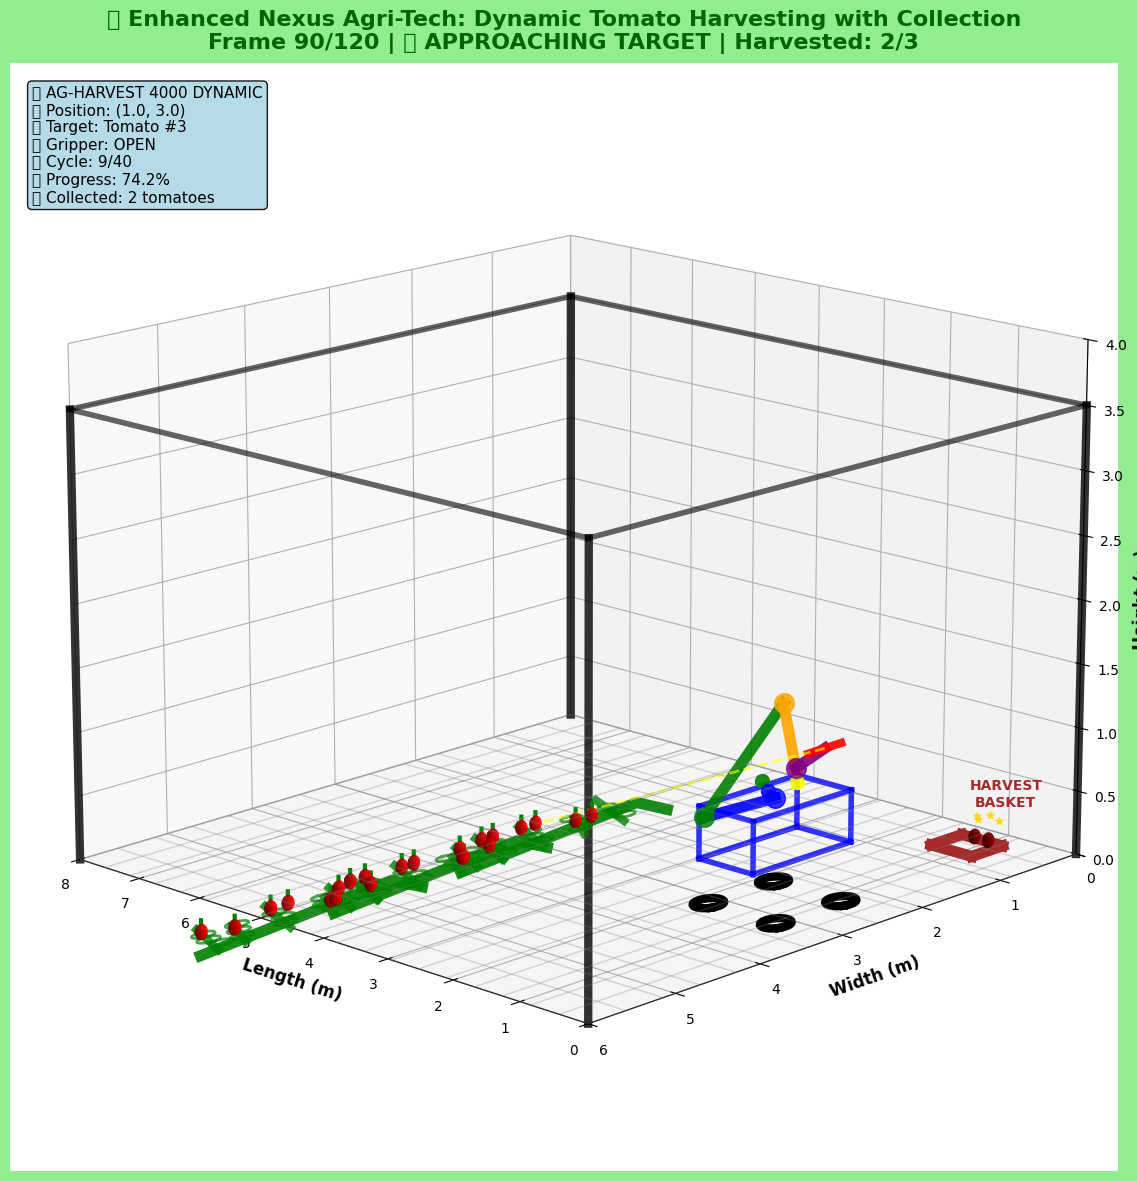 ▯ Enhanced Nexus Agri-Tech: Dynamic Tomato Harvesting with Collection
Frame 90/120 | ▯ APPROACHING TARGET | Harvested: 2/3
▯ AG-HARVEST 4000 DYNAMIC
▯ Position: (1.0, 3.0)
▯ Target: Tomato #3
▯ Gripper: OPEN
▯ Cycle: 9/40
▯ Progress: 74.2%
▯ Collected: 2 tomatoes
4.0
3.5
3.0
2.5
2.0
1.5
1.0
0.5
0.0
HARVEST
BASKET
8
7
6
5
4
3
2
1
0
Length (m)
6
5
4
3
2
1
0
Width (m)